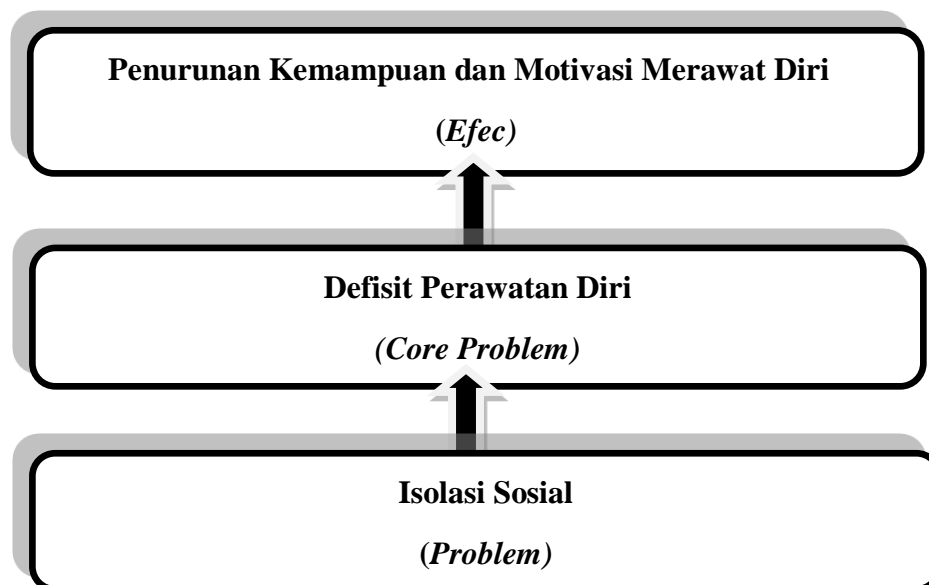 Penurunan Kemampuan dan Motivasi Merawat Diri
(Efec)
Defisit Perawatan Diri
(Core Problem)
Isolasi Sosial
(Problem)